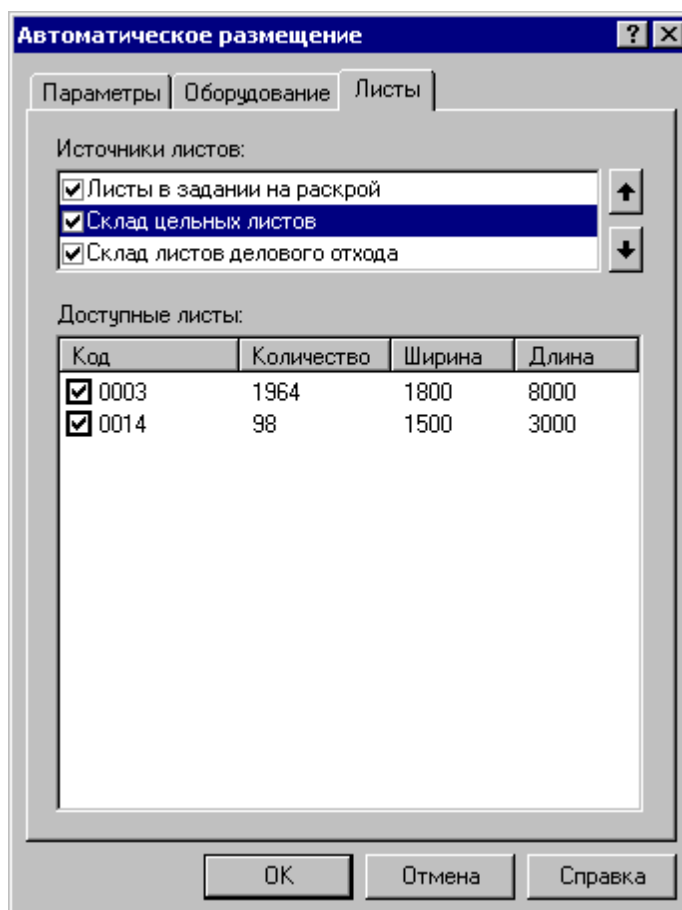 Автоматическое размещение
Параметры Оборудование Листы
Источники листов:
Листы в задании на раскрой
Склад цельных листов
Склад листов делового отхода
Доступные листы:
Код Количество Ширина Длина
0003 1964 1800 8000
0014 98 1500 3000
OK Отмена Справка